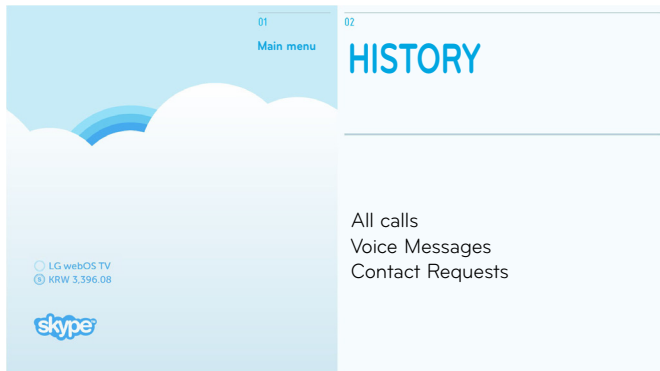 01
Main menu
LG webOS TV
KRW 3,396.08
skype
02
HISTORY
All calls
Voice Messages
Contact Requests